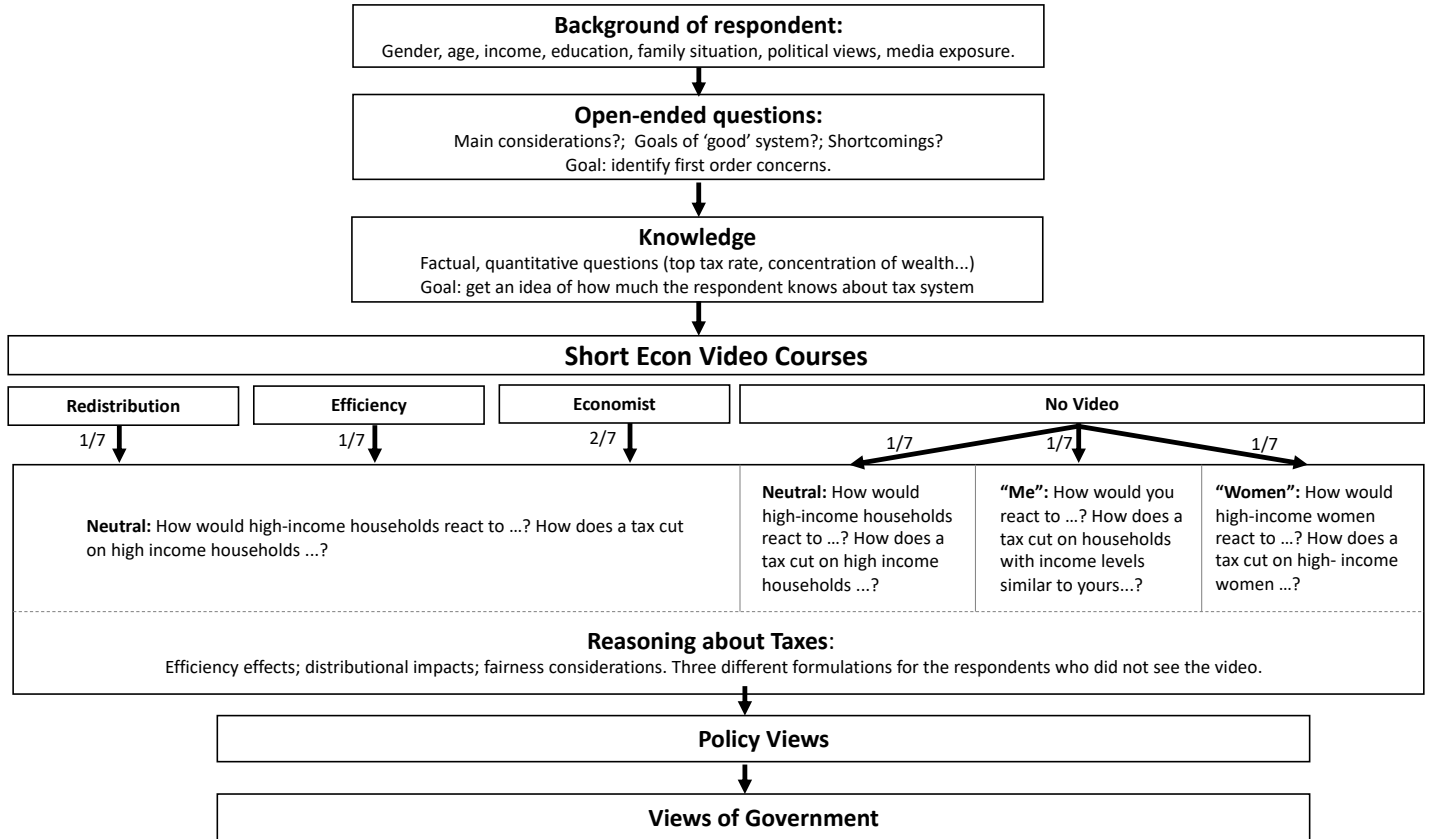 Background of respondent:
Gender, age, income, education, family situation, political views, media exposure.
Open-ended questions:
Main considerations?; Goals of ‘good’ system?; Shortcomings?
Goal: identify first order concerns.
Knowledge
Factual, quantitative questions (top tax rate, concentration of wealth...)
Goal: get an idea of how much the respondent knows about tax system
Short Econ Video Courses
Redistribution
Efficiency
Economist
No Video
1/7
1/7
2/7
1/7
1/7
1/7
Neutral: How would high-income households react to ...? How does a tax cut
on high income households ...?
Neutral: How would
high-income households
react to ...? How does a
tax cut on high income
households ...?
“Me”: How would you
react to ...? How does a
tax cut on households
with income levels
similar to yours...?
“Women”: How would
high-income women
react to ...? How does a
tax cut on high- income
women ...?
Reasoning about Taxes:
Efficiency effects; distributional impacts; fairness considerations. Three different formulations for the respondents who did not see the video.
Policy Views
Views of Government